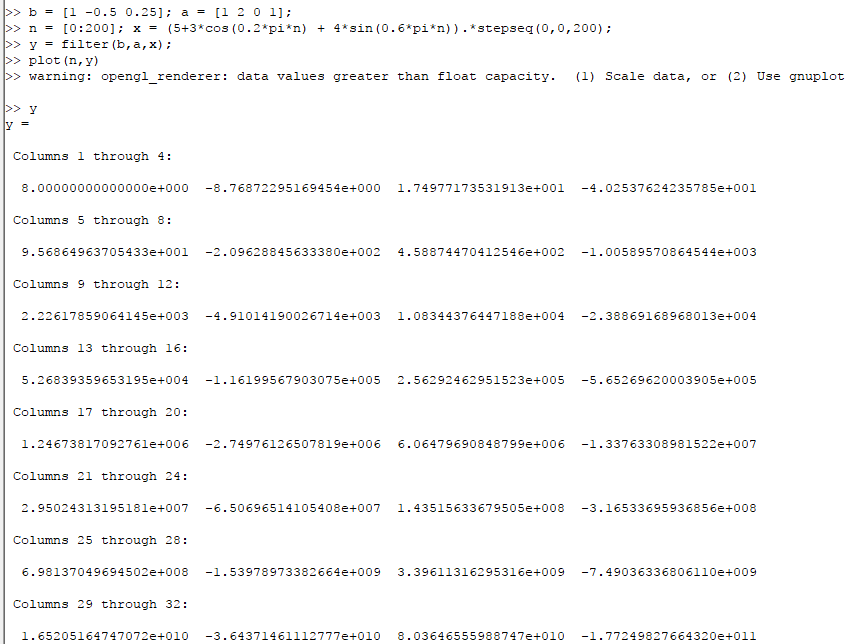 >> b = [1 -0.5 0.25]; a = [1 2 0 1];
>> n = [0:200]; x = (5+3*cos(0.2*pi*n) + 4*sin(0.6*pi*n)).*stepseq(0,0,200);
>> y = filter(b,a,x);
>> plot(n,y)
>> warning: opengl_renderer: data values greater than float capacity.  (1) Scale data, or (2) Use gnuplot
>> y
y =
Columns 1 through 4:
8.00000000000000e+000  -8.76872295169454e+000  1.74977173531913e+001  -4.02537624235785e+001
Columns 5 through 8:
9.56864963705433e+001  -2.09628845633380e+002  4.58874470412546e+002  -1.00589570864544e+003
Columns 9 through 12:
2.22617859064145e+003  -4.91014190026714e+003  1.08344376447188e+004  -2.38869168968013e+004
Columns 13 through 16:
5.26839359653195e+004  -1.16199567903075e+005  2.56292462951523e+005  -5.65269620003905e+005
Columns 17 through 20:
1.24673817092761e+006  -2.74976126507819e+006  6.06479690848799e+006  -1.33763308981522e+007
Columns 21 through 24:
2.95024313195181e+007  -6.50696514105408e+007  1.43515633679505e+008  -3.16533695936856e+008
Columns 25 through 28:
6.98137049694502e+008  -1.53978973382664e+009  3.39611316295316e+009  -7.49036336806110e+009
Columns 29 through 32:
1.65205164747072e+010  -3.64371461112777e+010  8.03646555988747e+010  -1.77249827664320e+011